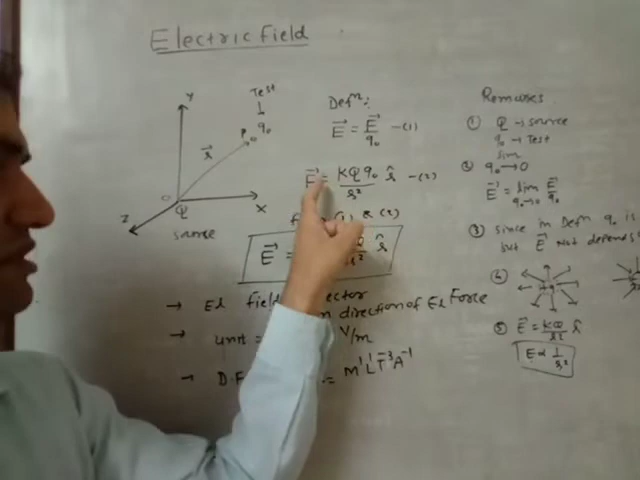 Electric Field
Y
Test
q₀
r⃗
O
Q
X
Z
source
Defⁿ:
E⃗ = E⃗/q₀ -(1)
= KQq₀/r² r̂ -(2)
(1) & (2)
E⃗ = r̂
→ El field vector
direction of El Force
→ unit = V/m
→ D.F = M¹L¹T⁻³A⁻¹
Remarks
① Q → source
q₀ → Test
② q₀→0
E⃗ = lim q₀→0 E⃗/q₀
③ since in Defⁿ q₀ is
but E⃗ Not depends
④
⑤ E⃗ = KQ/r² r̂
E ∝ 1/r²